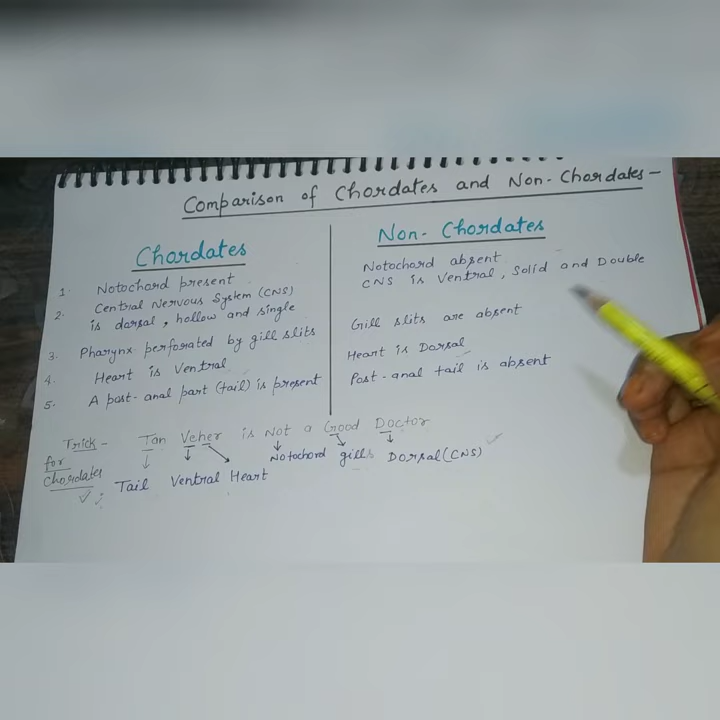 Comparison of Chordates and Non-Chordates-
Chordates
1. Notochord present
2. Central Nervous System (CNS)
is dorsal, hollow and single
3. Pharynx perforated by gill slits
4. Heart is Ventral
5. A post-anal part (tail) is present
Non-Chordates
Notochord absent
CNS is Ventral, Solid and Double
Gill slits are absent
Heart is Dorsal
Post-anal tail is absent
Trick - for Chordates
Tan Veher is Not a Good Doctor
Notochord gills Dorsal (CNS)
Tail Ventral Heart